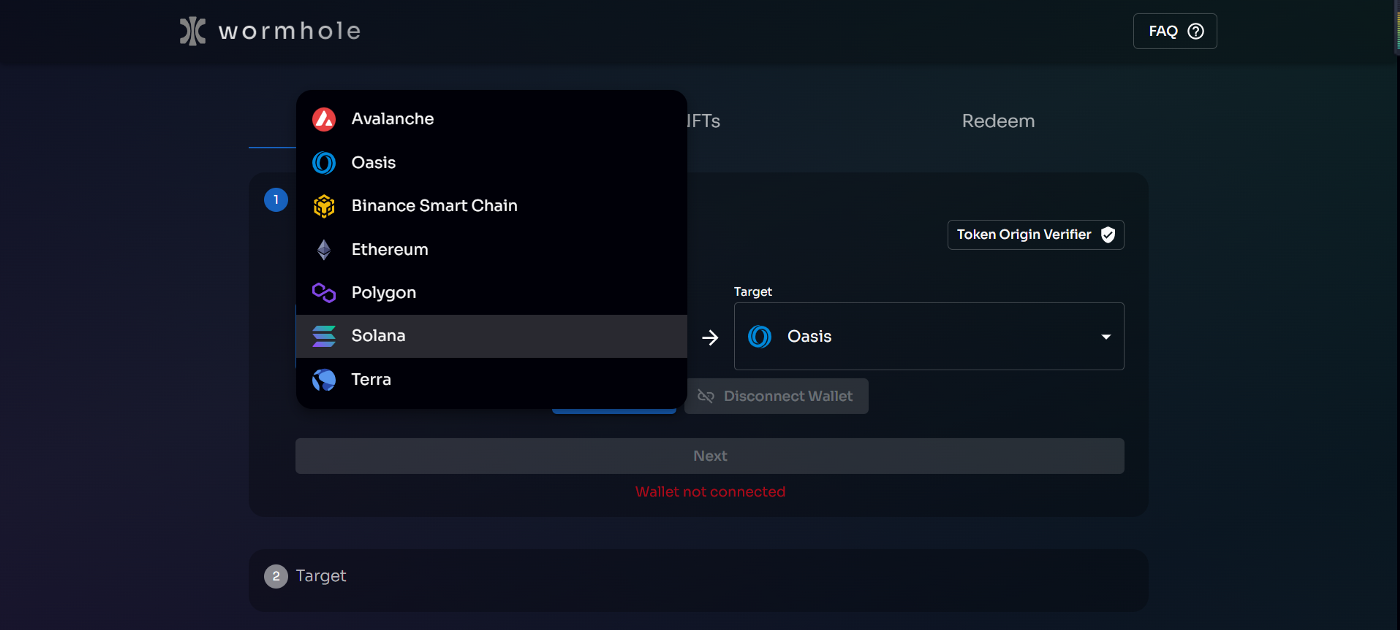 wormhole
FAQ
NFTs
Redeem
Avalanche
Oasis
Binance Smart Chain
Ethereum
Polygon
Solana
Terra
1
Token Origin Verifier
Target
Oasis
Disconnect Wallet
Next
Wallet not connected
2 Target